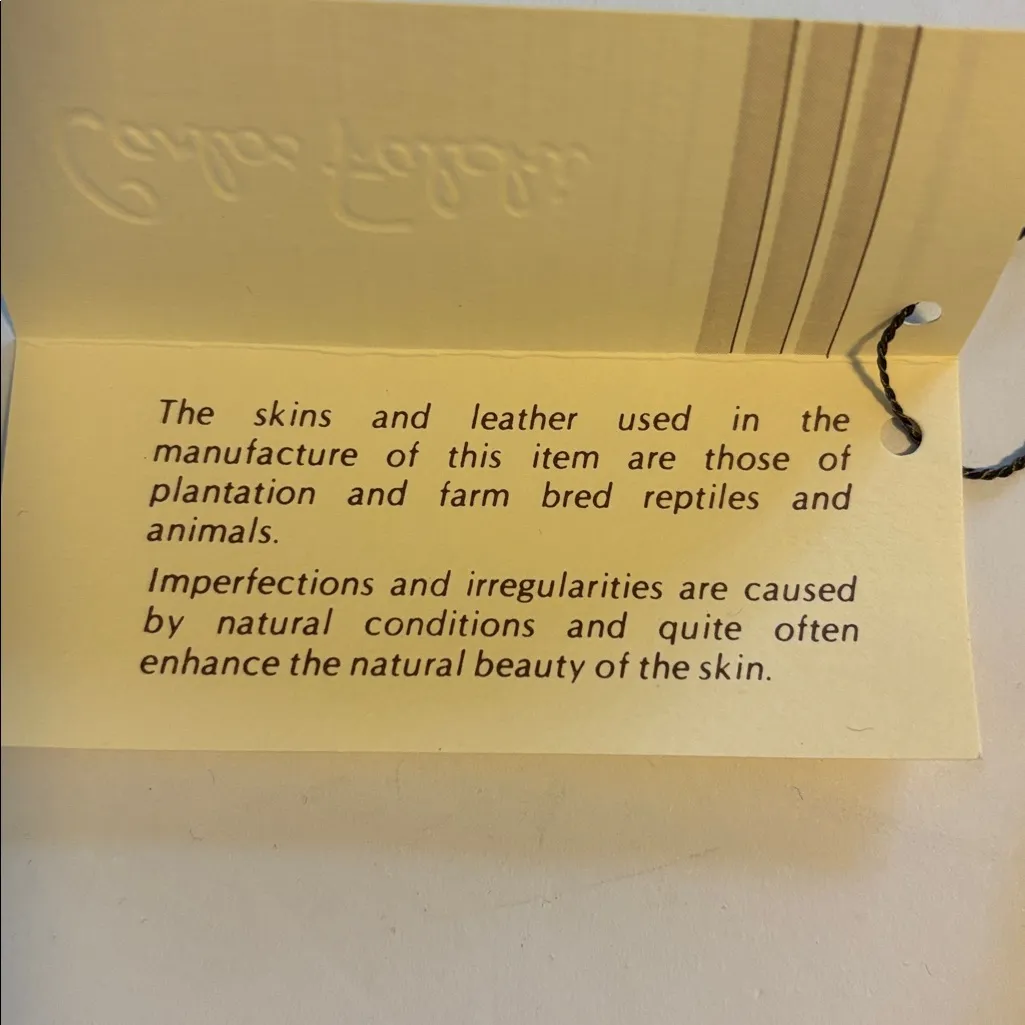 Carlos Falchi
The skins and leather used in the
manufacture of this item are those of
plantation and farm bred reptiles and
animals.
Imperfections and irregularities are caused
by natural conditions and quite often
enhance the natural beauty of the skin.